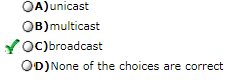 A)unicast
B)multicast
C)broadcast
D)None of the choices are correct